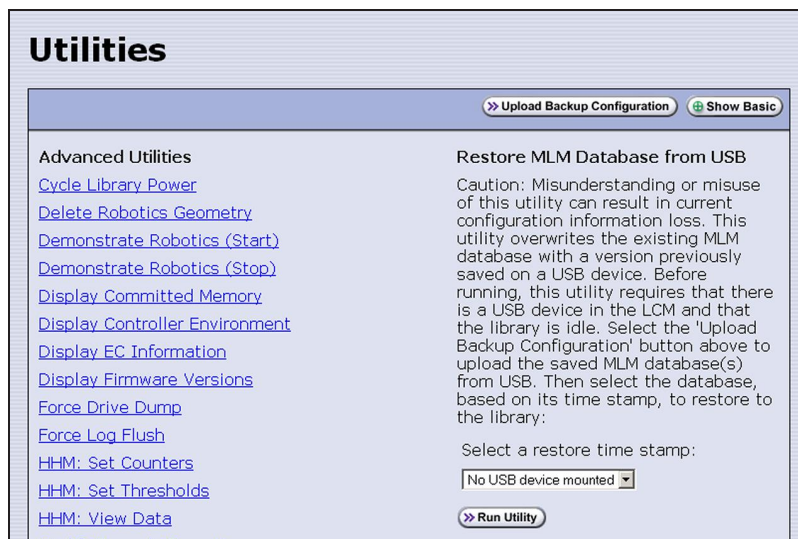 Utilities
Upload Backup Configuration
Show Basic
Advanced Utilities
Cycle Library Power
Delete Robotics Geometry
Demonstrate Robotics (Start)
Demonstrate Robotics (Stop)
Display Committed Memory
Display Controller Environment
Display EC Information
Display Firmware Versions
Force Drive Dump
Force Log Flush
HHM: Set Counters
HHM: Set Thresholds
HHM: View Data
Restore MLM Database from USB
Caution: Misunderstanding or misuse
of this utility can result in current
configuration information loss. This
utility overwrites the existing MLM
database with a version previously
saved on a USB device. Before
running, this utility requires that there
is a USB device in the LCM and that
the library is idle. Select the 'Upload
Backup Configuration' button above to
upload the saved MLM database(s)
from USB. Then select the database,
based on its time stamp, to restore to
the library:
Select a restore time stamp:
No USB device mounted
Run Utility